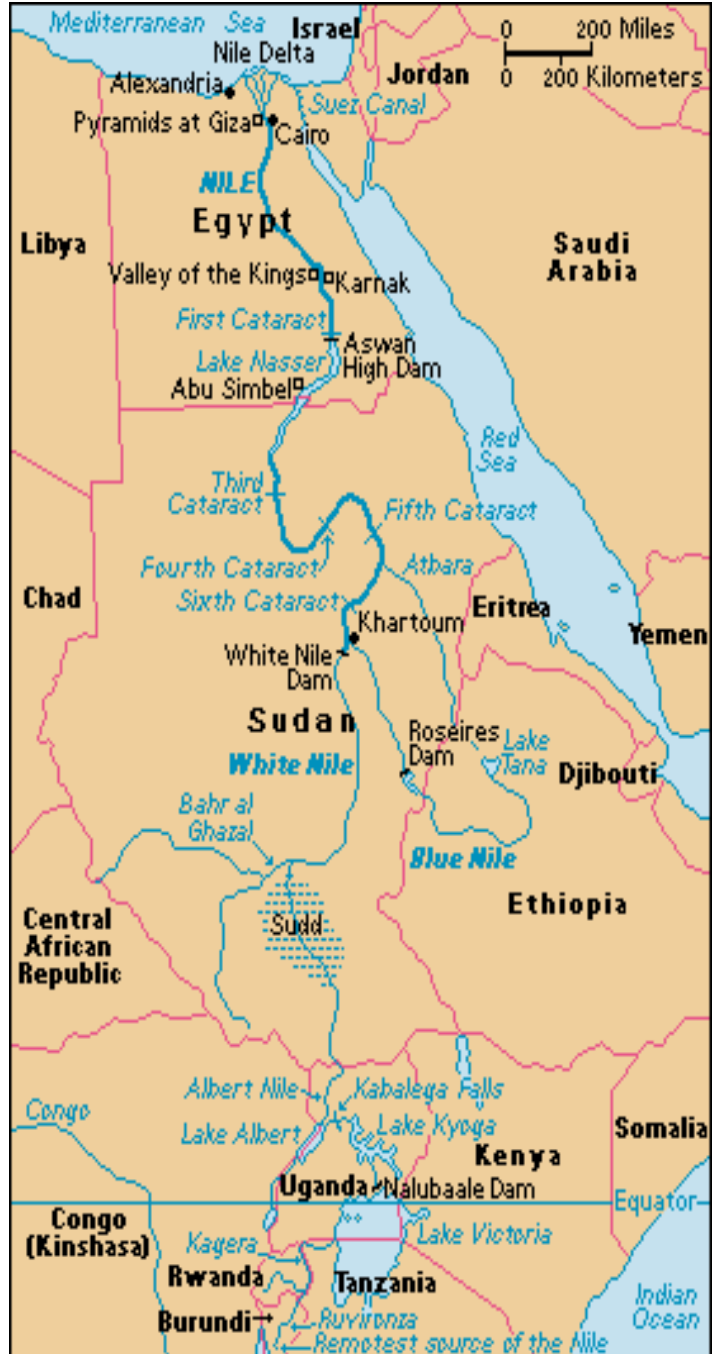 Mediterranean Sea
Israel
0 200 Miles
0 200 Kilometers
Nile Delta
Jordan
Alexandria
Suez Canal
Pyramids at Giza
Cairo
NILE
Egypt
Libya
Saudi
Arabia
Valley of the Kings
Karnak
First Cataract
Aswan
High Dam
Lake Nasser
Abu Simbel
Red
Sea
Third
Cataract
Fifth Cataract
Fourth Cataract
Atbara
Chad
Sixth Cataract
Eritrea
Khartoum
Yemen
White Nile
Dam
Sudan
Roseires
Dam
Lake
Tana
White Nile
Djibouti
Bahr al
Ghazal
Blue Nile
Ethiopia
Central
African
Republic
Sudd
Albert Nile
Kabalega Falls
Congo
Lake Albert
Lake Kyoga
Somalia
Kenya
Uganda
Nalubaale Dam
Equator
Congo
(Kinshasa)
Lake Victoria
Kagera
Rwanda
Tanzania
Indian
Ocean
Burundi
Ruvironza
Remotest source of the Nile